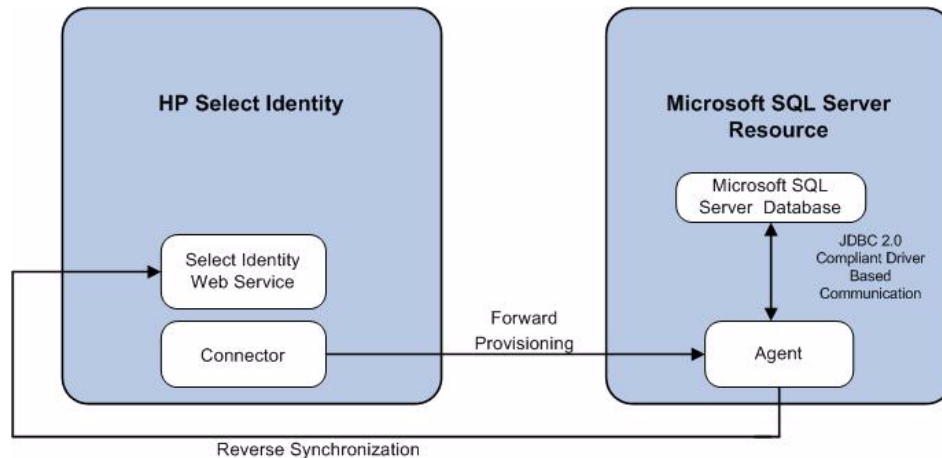 HP Select Identity
Microsoft SQL Server
Resource
Microsoft SQL
Server Database
JDBC 2.0
Compliant Driver
Based
Communication
Select Identity
Web Service
Forward
Provisioning
Connector
Agent
Reverse Synchronization